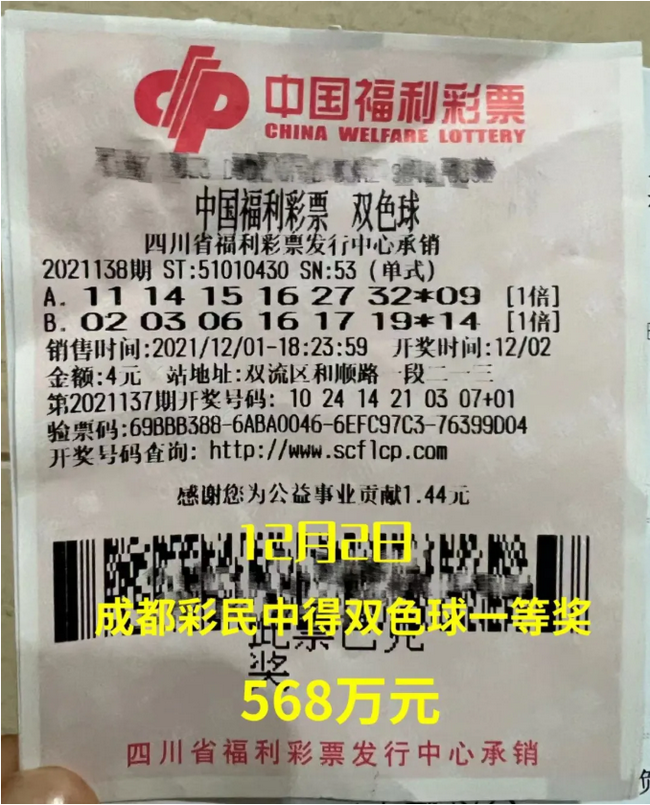 中国福利彩票
CHINA WELFARE LOTTERY
中国福利彩票 双色球
四川省福利彩票发行中心承销
2021138期 ST:51010430 SN:53 (单式)
A. 11 14 15 16 27 32*09 [1倍]
B. 02 03 06 16 17 19*14 [1倍]
销售时间:2021/12/01-18:23:59 开奖时间:12/02
金额:4元 站地址:双流区和顺路一段二一三
第2021137期开奖号码: 10 24 14 21 03 07+01
验票码:69BBB388-6ABA0046-6EFC97C3-76399D04
开奖号码查询: http://www.scflcp.com
感谢您为公益事业贡献1.44元
12月2日
成都彩民中得双色球一等奖
此票已兑
奖
568万元
四川省福利彩票发行中心承销